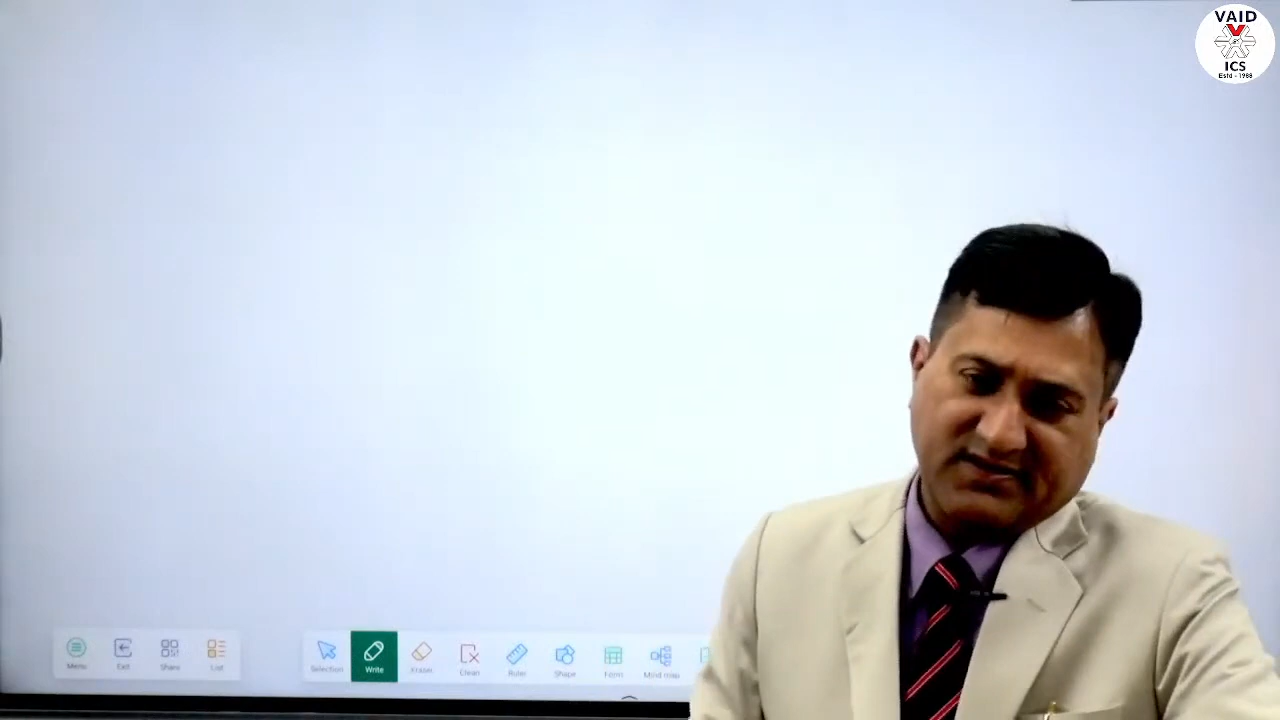 VAID
ICS
Estd - 1988
Menu
Exit
Share
List
Selection
Write
Eraser
Clean
Ruler
Shape
Form
Mind map